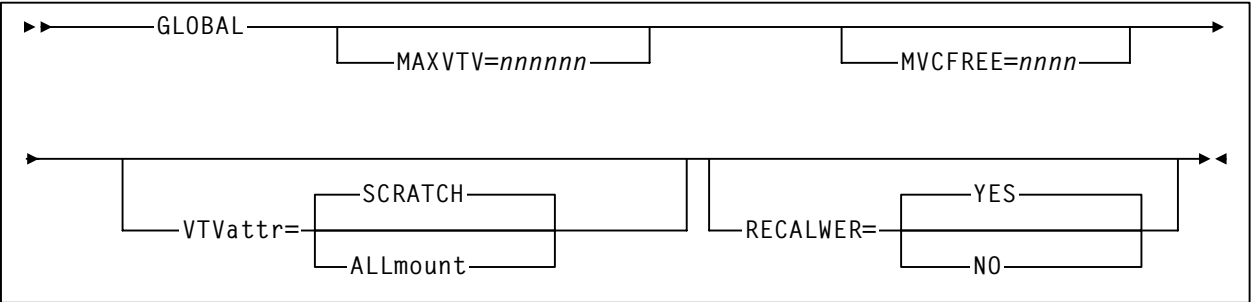 GLOBAL
MAXVTV=nnnnnn
MVCFREE=nnnn
VTVattr=
SCRATCH
ALLmount
RECALWER=
YES
NO